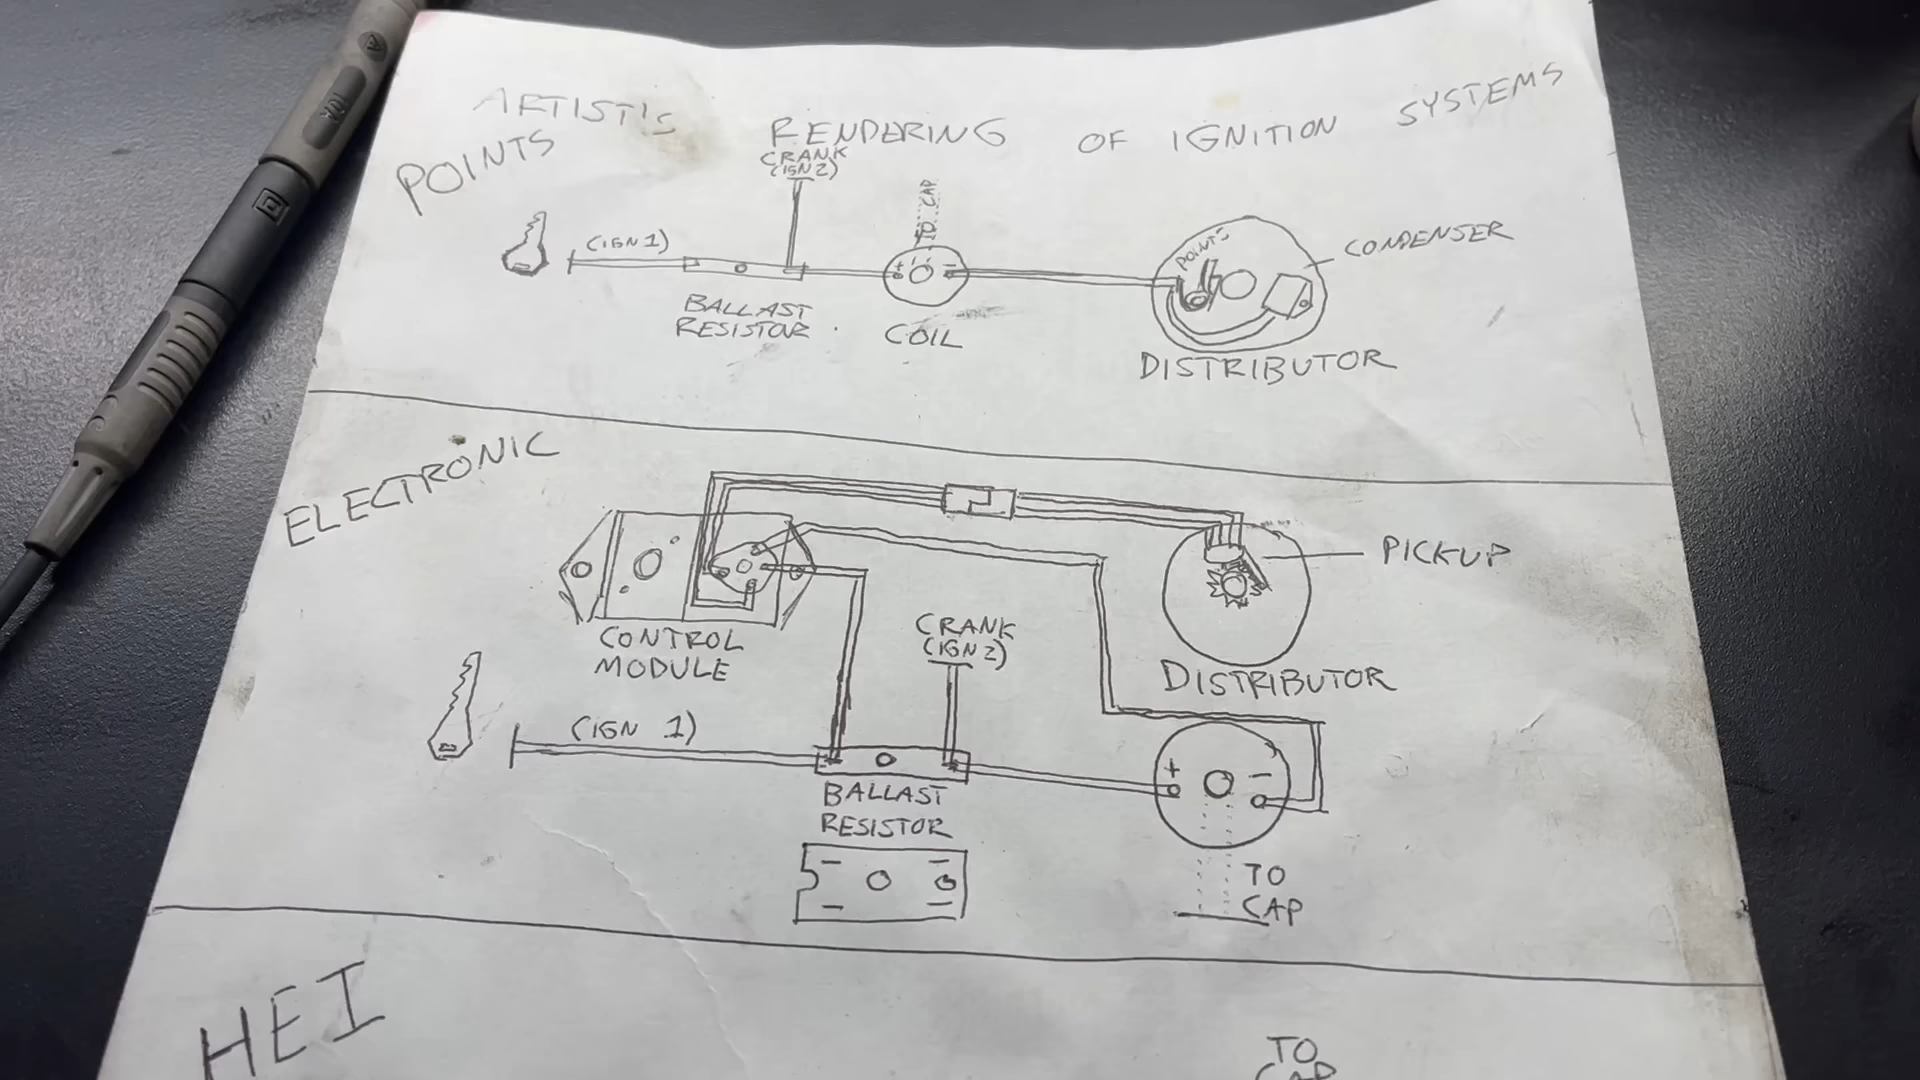 ARTIST'S RENDERING OF IGNITION SYSTEMS
POINTS
CRANK
(IGN 2)
TO CAP
(IGN 1)
POINTS
CONDENSER
+ -
BALLAST
RESISTOR
COIL
DISTRIBUTOR
ELECTRONIC
PICKUP
CONTROL
MODULE
CRANK
(IGN 2)
DISTRIBUTOR
(IGN 1)
+ -
BALLAST
RESISTOR
TO
CAP
HEI
TO
CAP